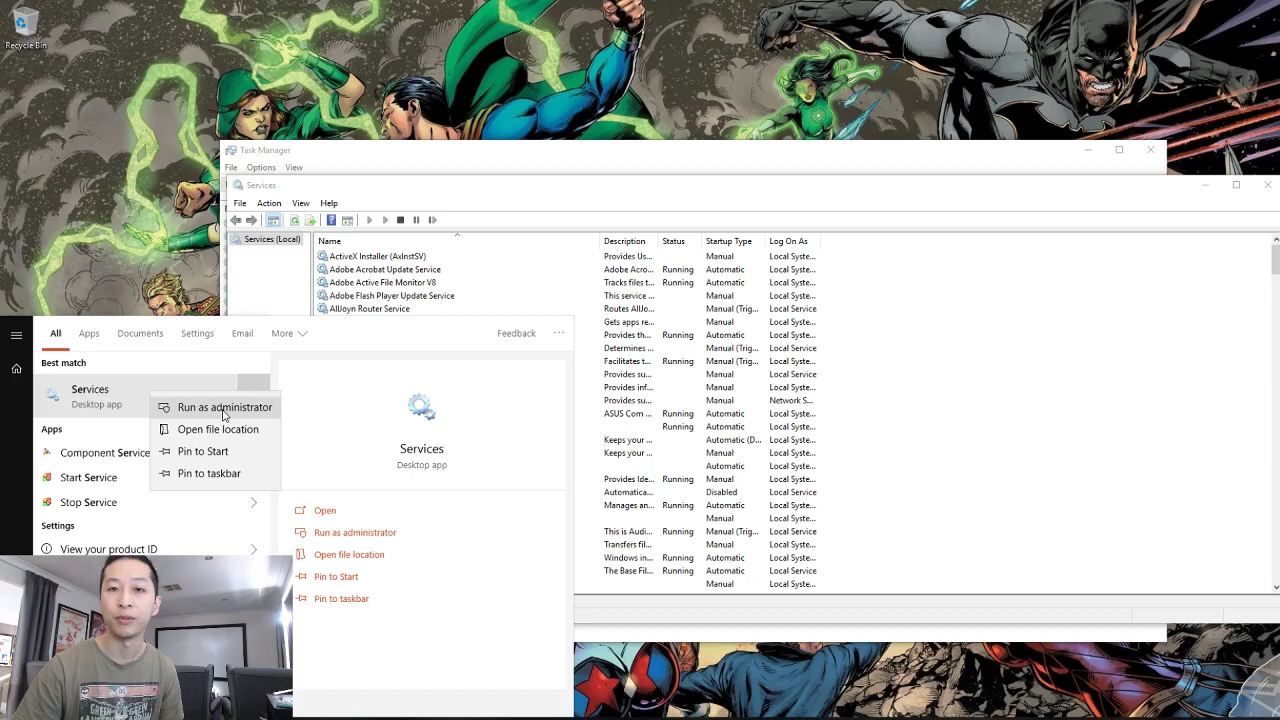 Recycle Bin
Task Manager
File Options View
Services
File Action View Help
Services (Local)
Name Description Status Startup Type Log On As
ActiveX Installer (AxInstSV) Provides Us... Manual Local Syste...
Adobe Acrobat Update Service Adobe Acro... Running Automatic Local Syste...
Adobe Active File Monitor V8 Tracks files t... Running Automatic Local Syste...
Adobe Flash Player Update Service This service ... Manual Local Syste...
AllJoyn Router Service Routes AllJo... Manual (Trig... Local Service
Gets apps re... Manual Local Syste...
Provides th... Running Automatic Local Syste...
Determines ... Manual (Trig... Local Syste...
Facilitates t... Running Manual (Trig... Local Syste...
Provides su... Manual Local Service
Provides inf... Manual Local Syste...
Provides su... Manual Network S...
ASUS Com ... Running Automatic Local Syste...
Running Automatic Local Syste...
Keeps your ... Automatic (D... Local Syste...
Keeps your ... Manual Local Syste...
Automatic Local Syste...
Provides Ide... Running Manual Local Syste...
Automatica... Disabled Local Service
Manages an... Running Automatic Local Syste...
Manual Local Syste...
This is Audi... Running Manual (Trig... Local Service
Transfers fil... Manual Local Syste...
Windows in... Running Automatic Local Syste...
The Base Fil... Running Automatic Local Service
Manual Local Syste...
All Apps Documents Settings Email More Feedback ...
Best match
Services
Desktop app
Run as administrator
Open file location
Pin to Start
Pin to taskbar
Apps
Component Service
Start Service
Stop Service
Settings
View your product ID
Services
Desktop app
Open
Run as administrator
Open file location
Pin to Start
Pin to taskbar